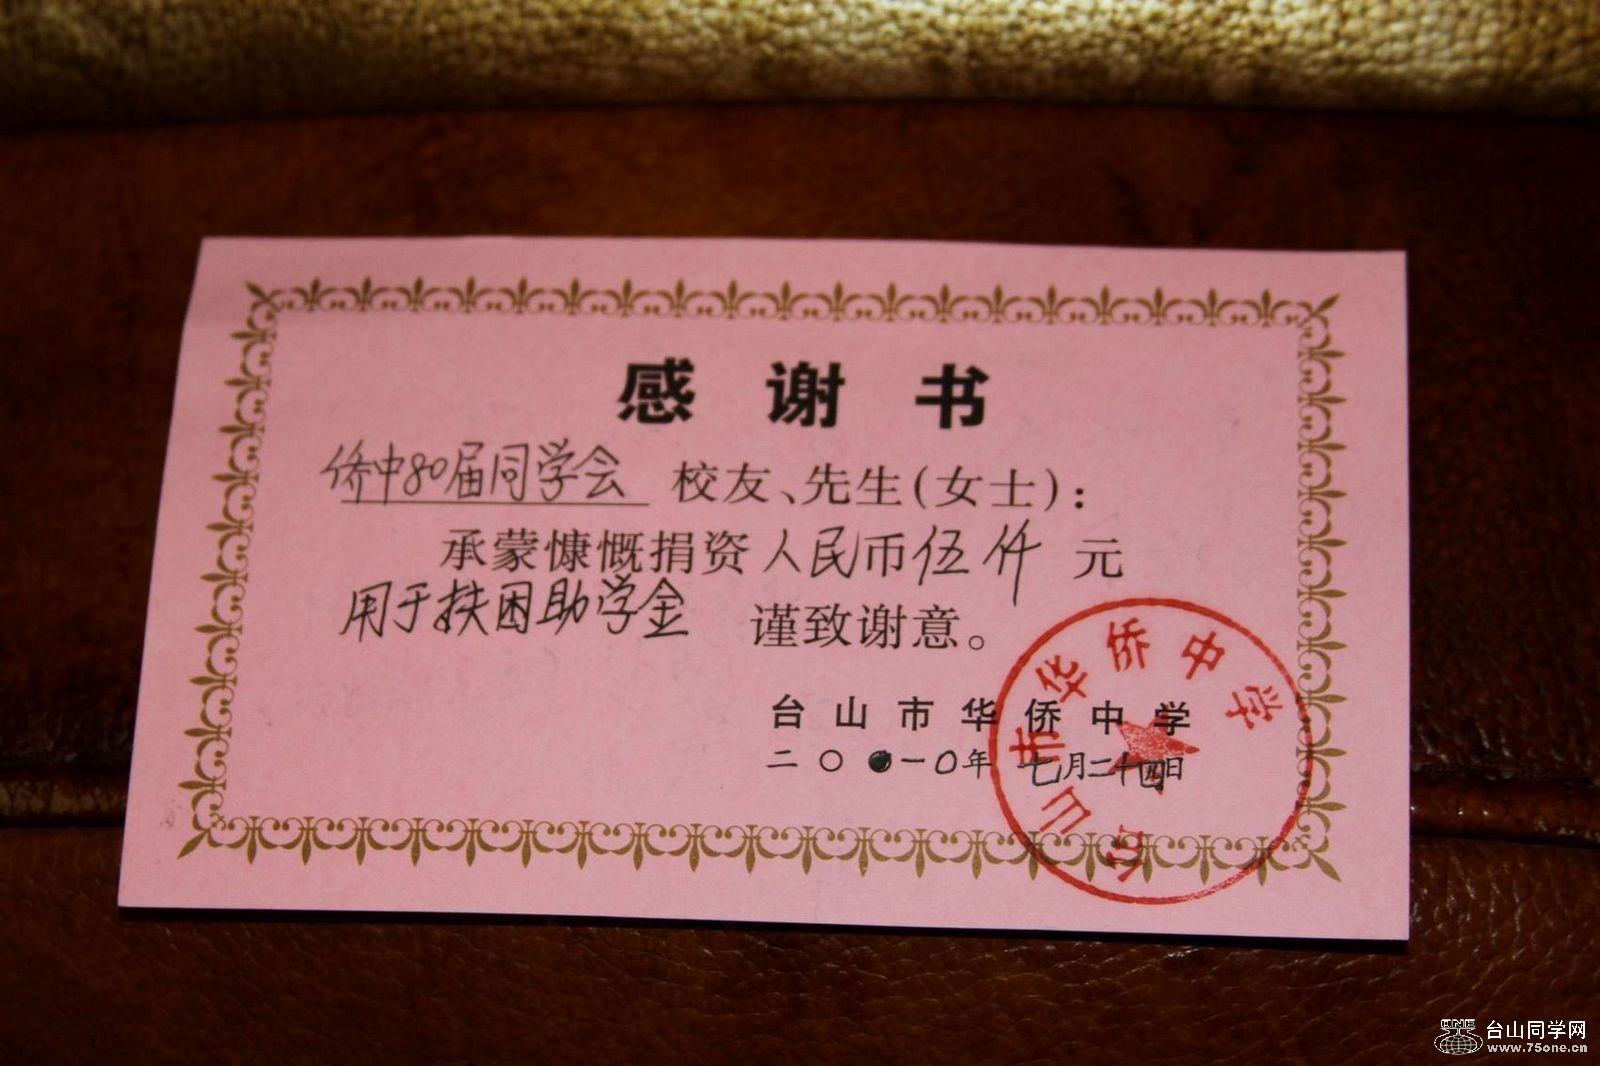 感谢书
侨中80届同学会 校友、先生(女士):
承蒙慷慨捐资人民币伍仟 元
用于扶困助学金 谨致谢意。
台山市华侨中学
二〇一0年 七月二十四日
台山市华侨中学
台山同学网
www.75one.cn